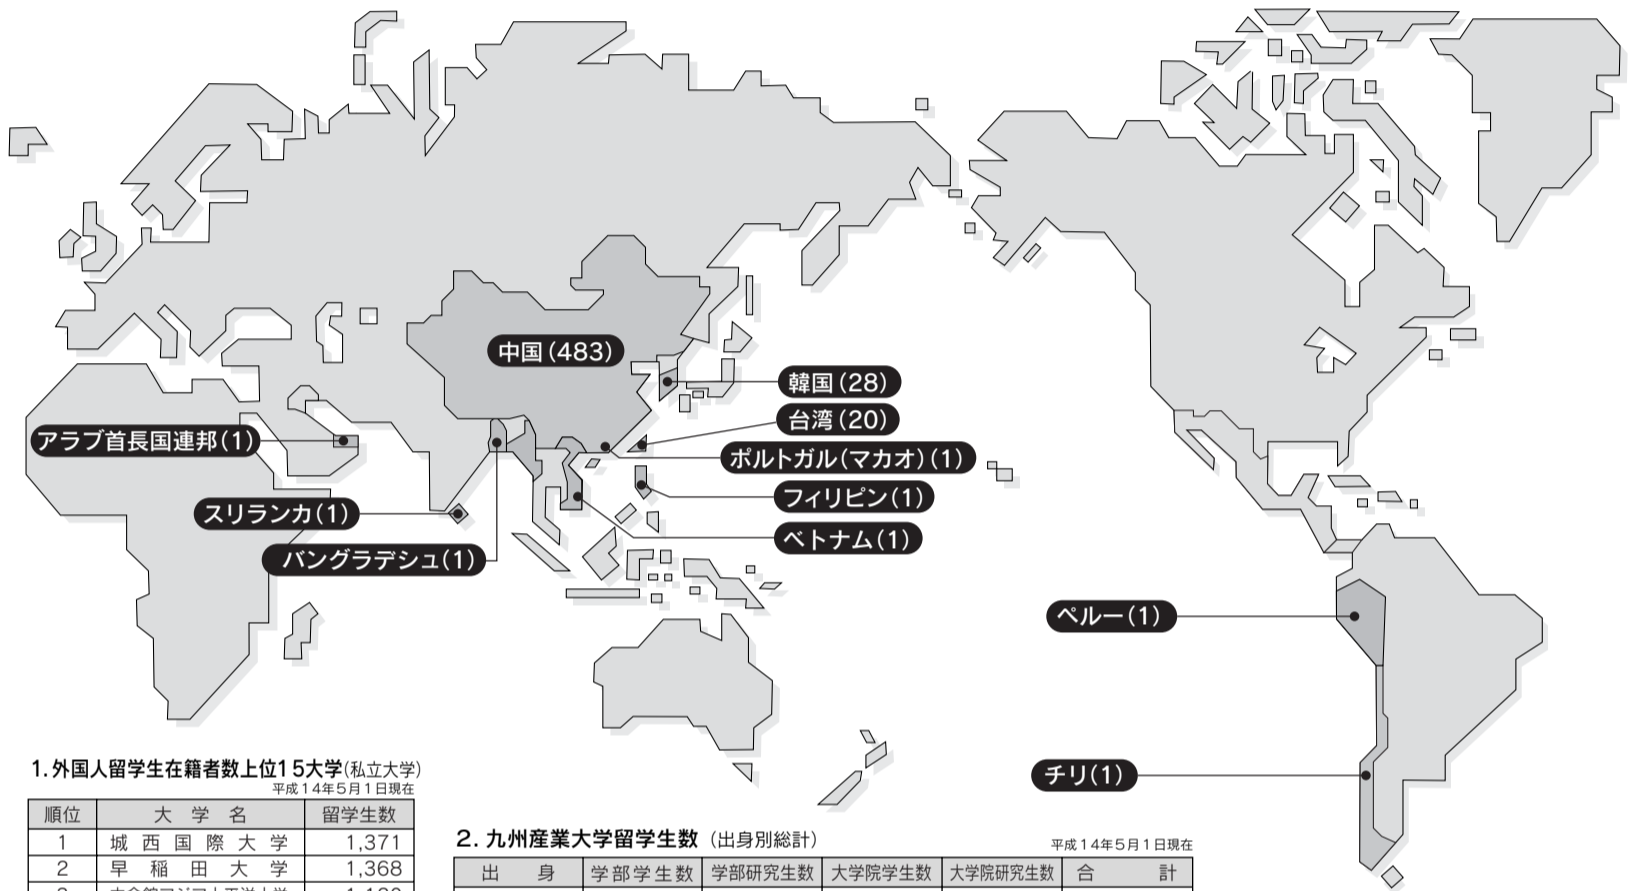 中国(483)
韓国(28)
台湾(20)
アラブ首長国連邦(1)
ポルトガル(マカオ)(1)
フィリピン(1)
スリランカ(1)
ベトナム(1)
バングラデシュ(1)
ペルー(1)
チリ(1)
1.外国人留学生在籍者数上位15大学(私立大学)
平成14年5月1日現在
順位 大学名 留学生数
1 城西国際大学 1,371
2 早稲田大学 1,368
2.九州産業大学留学生数(出身別総計)
平成14年5月1日現在
出身 学部学生数 学部研究生数 大学院学生数 大学院研究生数 合計